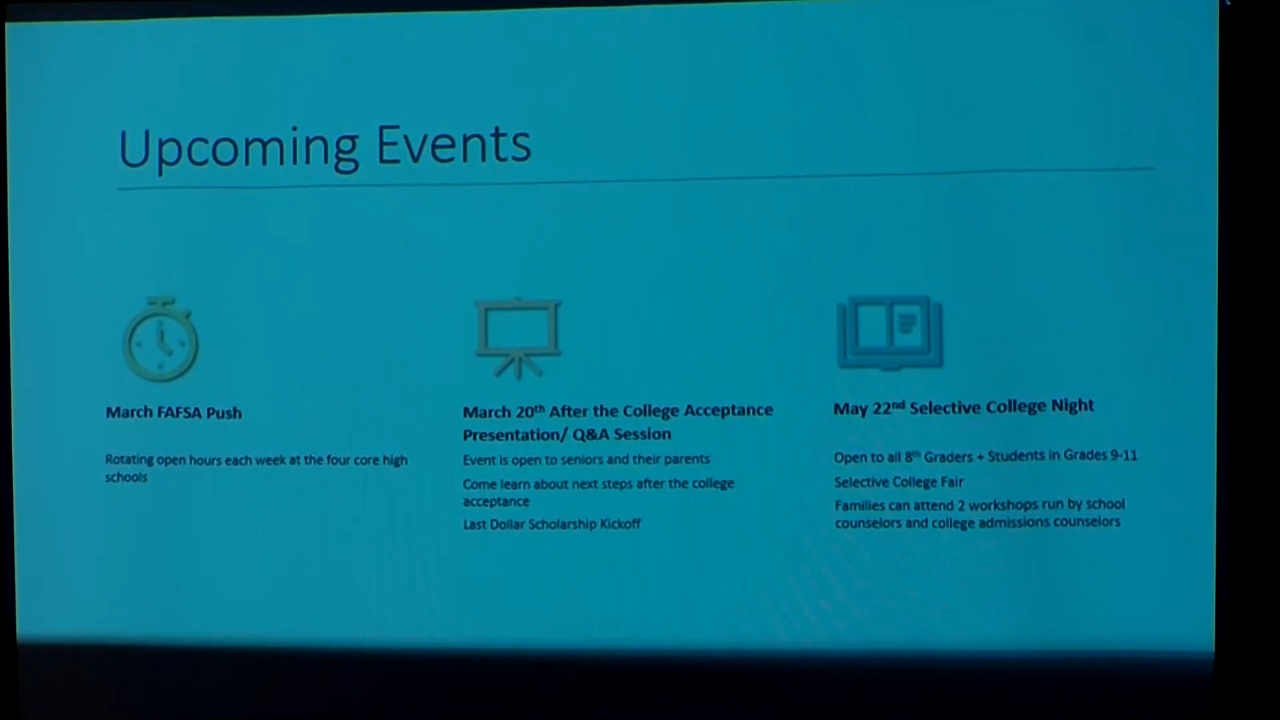 Upcoming Events
March FAFSA Push
Rotating open hours each week at the four core high
schools
March 20th After the College Acceptance
Presentation/ Q&A Session
Event is open to seniors and their parents
Come learn about next steps after the college
acceptance
Last Dollar Scholarship Kickoff
May 22nd Selective College Night
Open to all 8th Graders + Students in Grades 9-11
Selective College Fair
Families can attend 2 workshops run by school
counselors and college admissions counselors